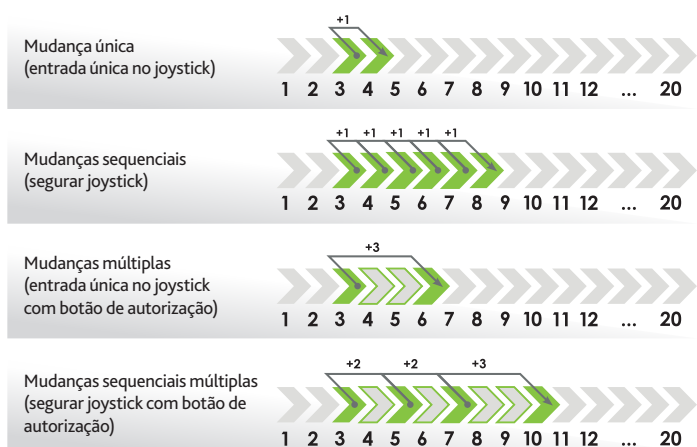 +1
Mudança única
(entrada única no joystick)
1 2 3 4 5 6 7 8 9 10 11 12 ... 20
+1 +1 +1 +1 +1
Mudanças sequenciais
(segurar joystick)
1 2 3 4 5 6 7 8 9 10 11 12 ... 20
+3
Mudanças múltiplas
(entrada única no joystick
com botão de autorização)
1 2 3 4 5 6 7 8 9 10 11 12 ... 20
+2 +2 +3
Mudanças sequenciais múltiplas
(segurar joystick com botão de
autorização)
1 2 3 4 5 6 7 8 9 10 11 12 ... 20